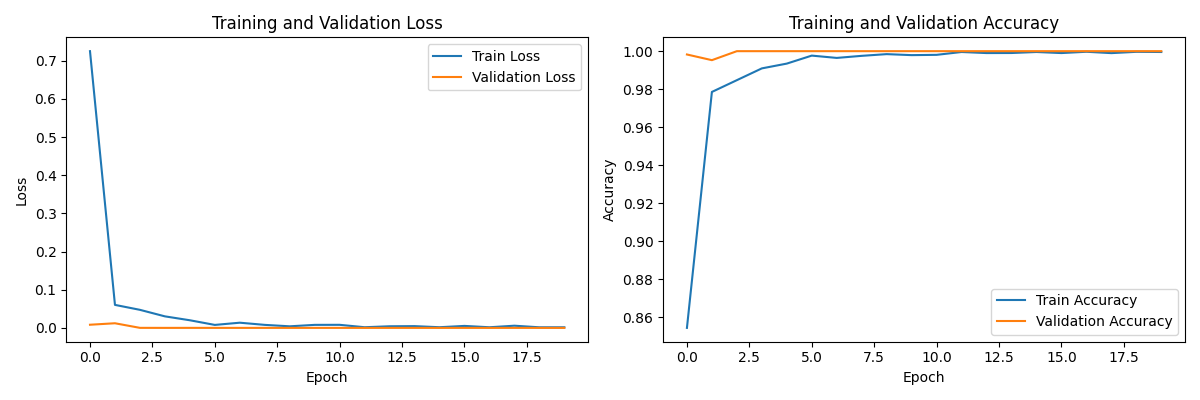 Training and Validation Loss
Train Loss
Validation Loss
0.7
0.6
0.5
0.4
0.3
0.2
0.1
0.0
Loss
0.0 2.5 5.0 7.5 10.0 12.5 15.0 17.5
Epoch
Training and Validation Accuracy
1.00
0.98
0.96
0.94
0.92
0.90
0.88
0.86
Accuracy
Train Accuracy
Validation Accuracy
0.0 2.5 5.0 7.5 10.0 12.5 15.0 17.5
Epoch